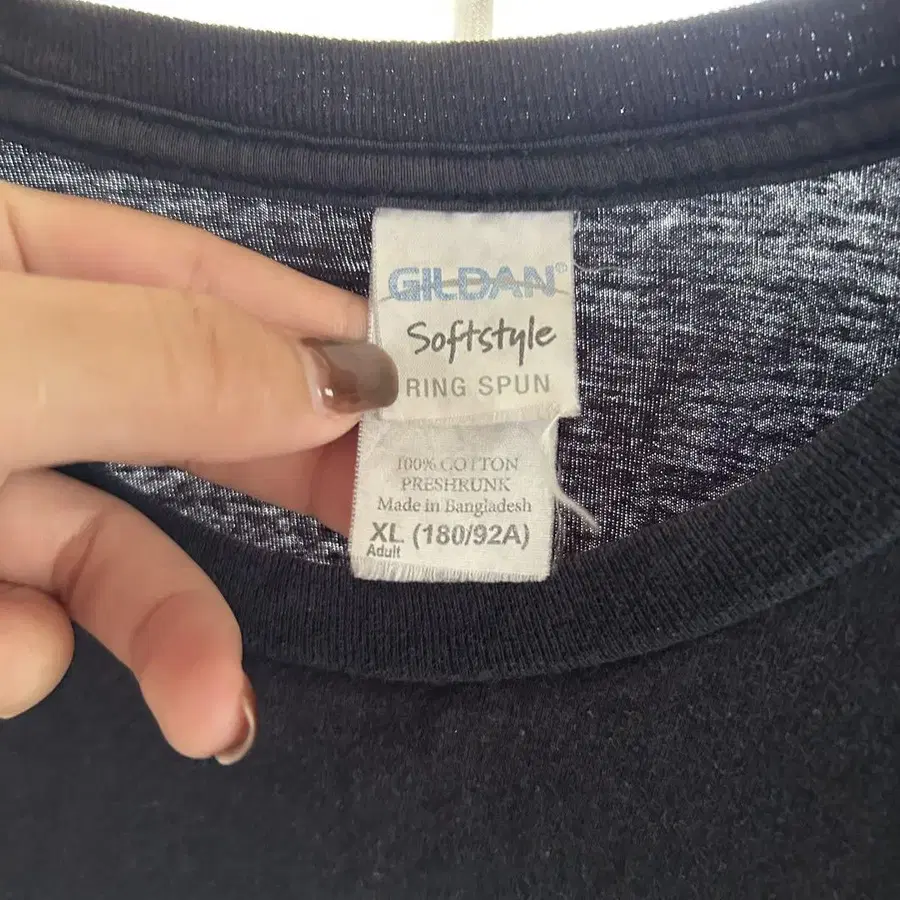 GILDAN®
Softstyle
RING SPUN
100% COTTON
PRESHRUNK
Made in Bangladesh
XL (180/92A)
Adult